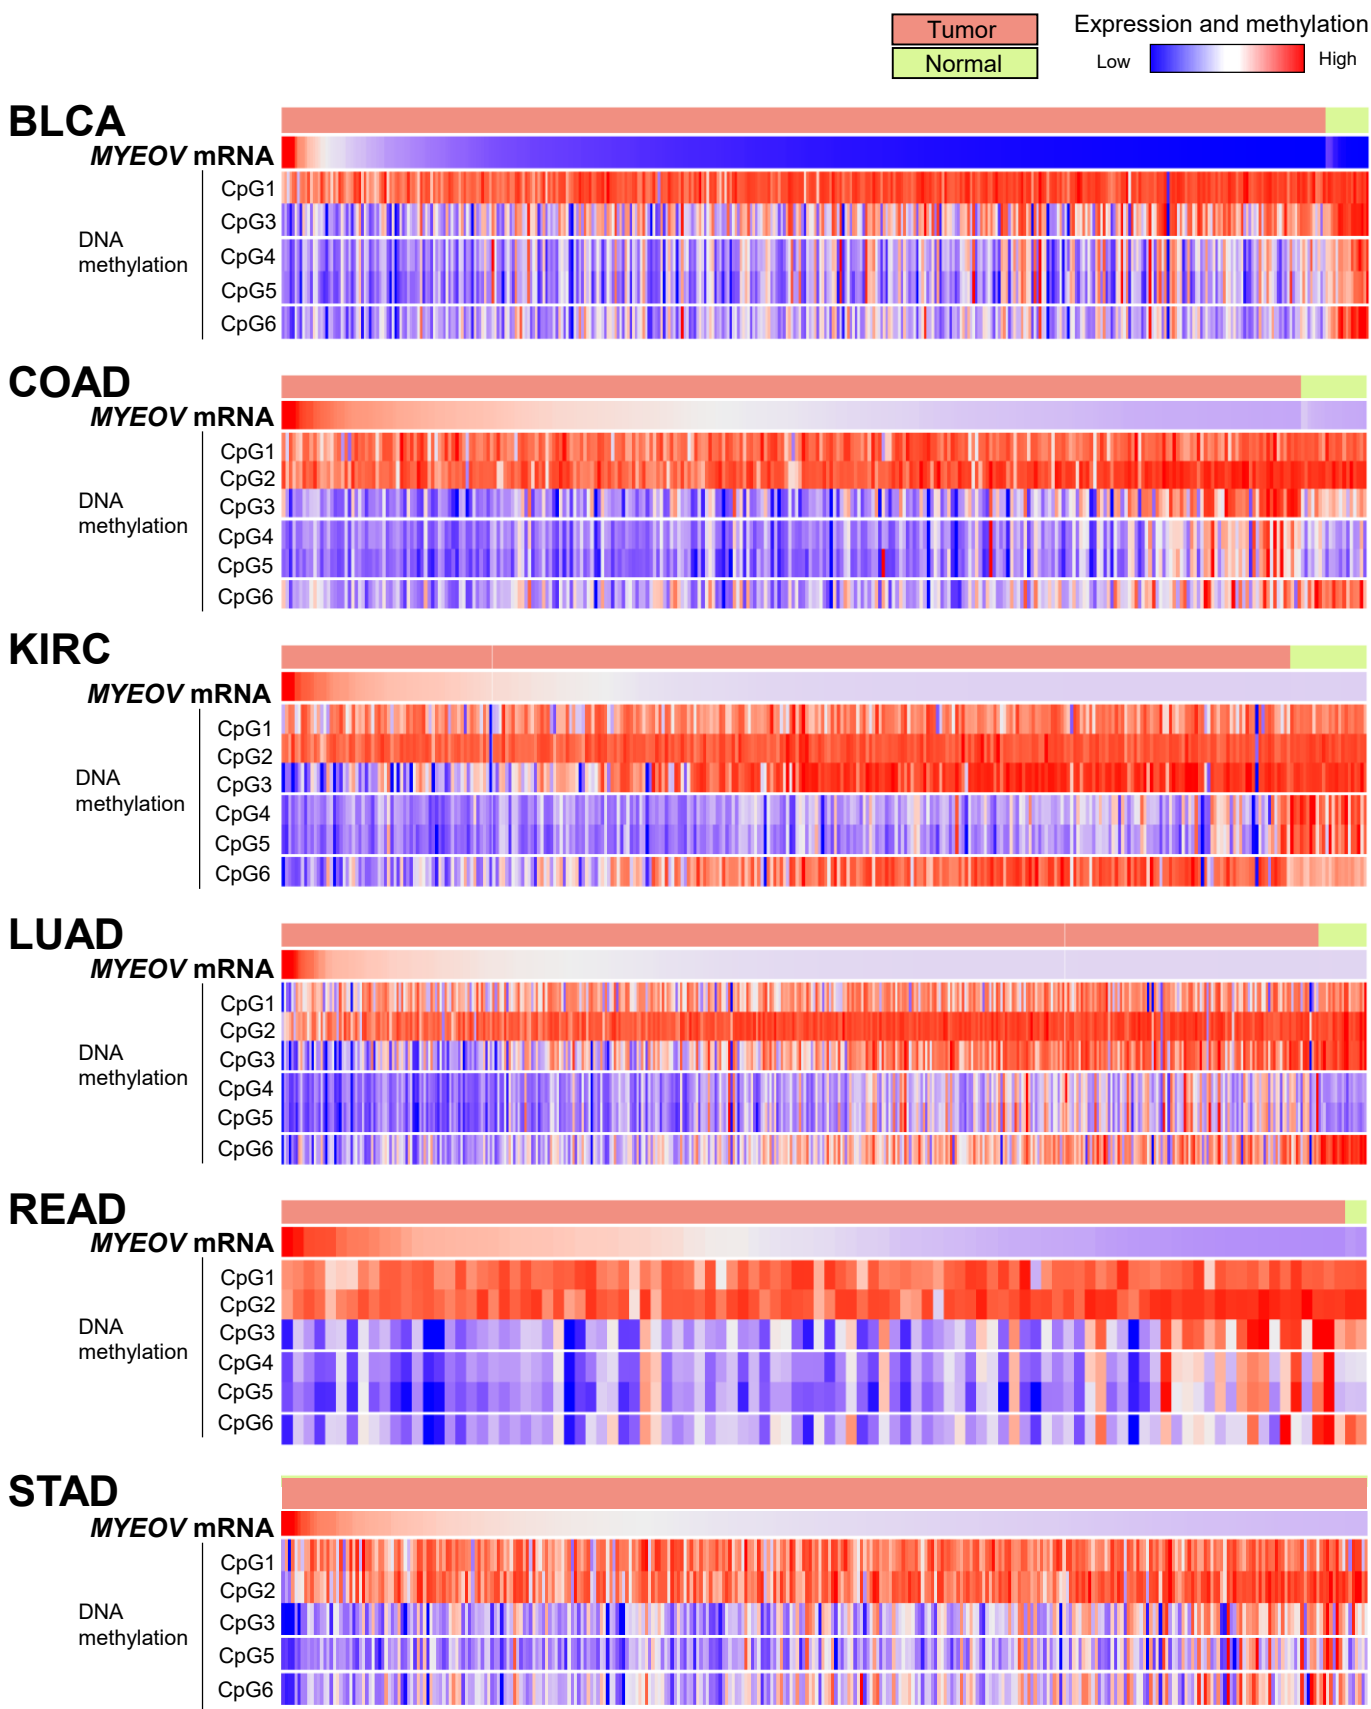 Tumor
Normal
Expression and methylation
Low
High
BLCA
MYEOV mRNA
DNA
methylation
CpG1
CpG3
CpG4
CpG5
CpG6
COAD
MYEOV mRNA
DNA
methylation
CpG1
CpG2
CpG3
CpG4
CpG5
CpG6
KIRC
MYEOV mRNA
DNA
methylation
CpG1
CpG2
CpG3
CpG4
CpG5
CpG6
LUAD
MYEOV mRNA
DNA
methylation
CpG1
CpG2
CpG3
CpG4
CpG5
CpG6
READ
MYEOV mRNA
DNA
methylation
CpG1
CpG2
CpG3
CpG4
CpG5
CpG6
STAD
MYEOV mRNA
DNA
methylation
CpG1
CpG2
CpG3
CpG5
CpG6